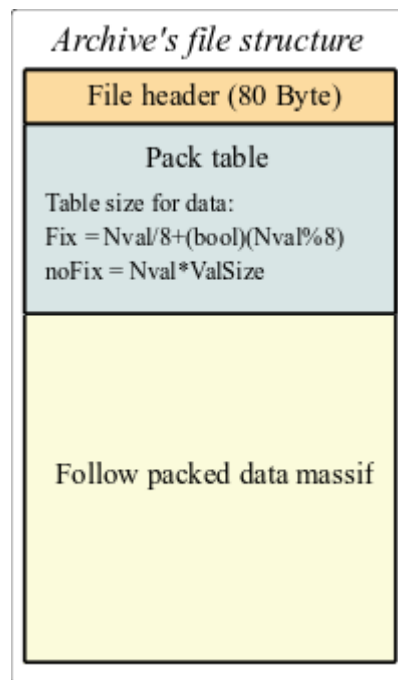 Archive's file structure
File header (80 Byte)
Pack table
Table size for data:
Fix = Nval/8+(bool)(Nval%8)
noFix = Nval*ValSize
Follow packed data massif